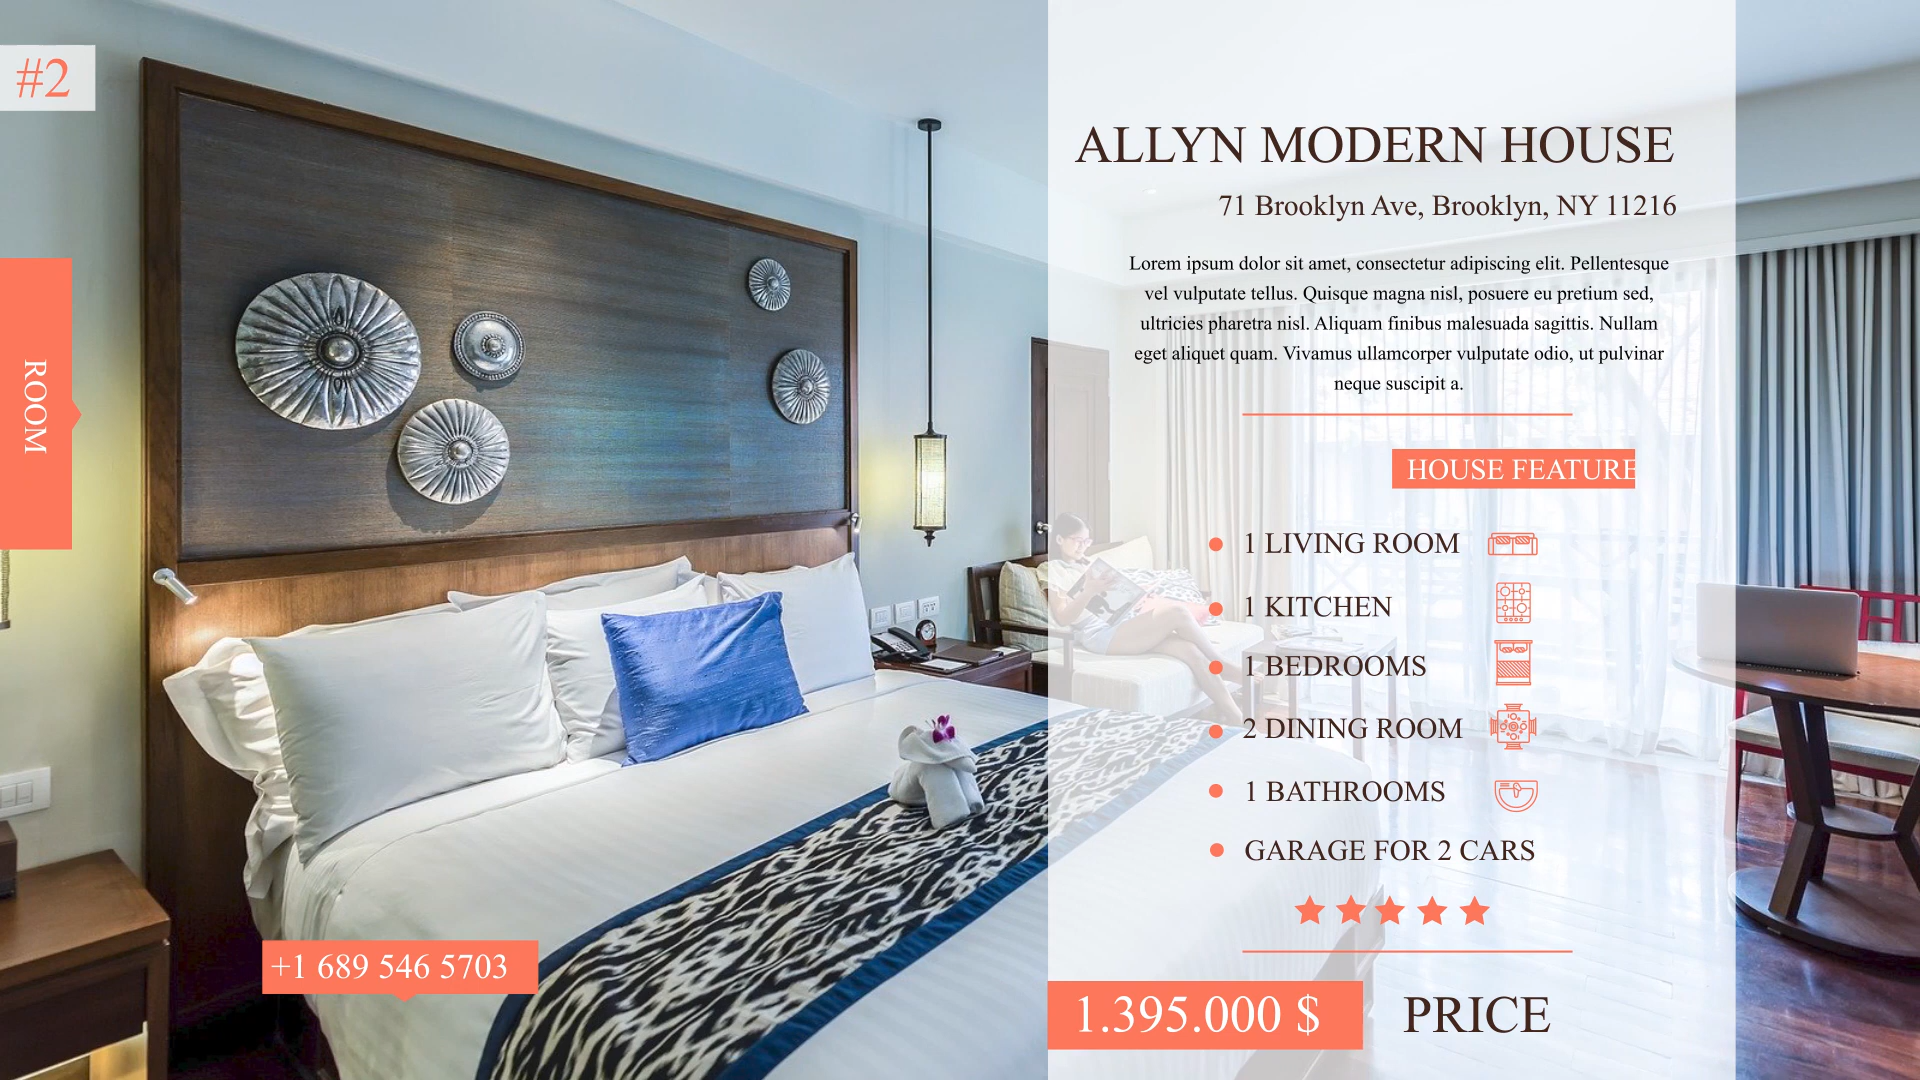 #2
ROOM
ALLYN MODERN HOUSE
71 Brooklyn Ave, Brooklyn, NY 11216
Lorem ipsum dolor sit amet, consectetur adipiscing elit. Pellentesque
vel vulputate tellus. Quisque magna nisl, posuere eu pretium sed,
ultricies pharetra nisl. Aliquam finibus malesuada sagittis. Nullam
eget aliquet quam. Vivamus ullamcorper vulputate odio, ut pulvinar
neque suscipit a.
HOUSE FEATURE
1 LIVING ROOM
1 KITCHEN
1 BEDROOMS
2 DINING ROOM
1 BATHROOMS
GARAGE FOR 2 CARS
+1 689 546 5703
1.395.000 $ PRICE